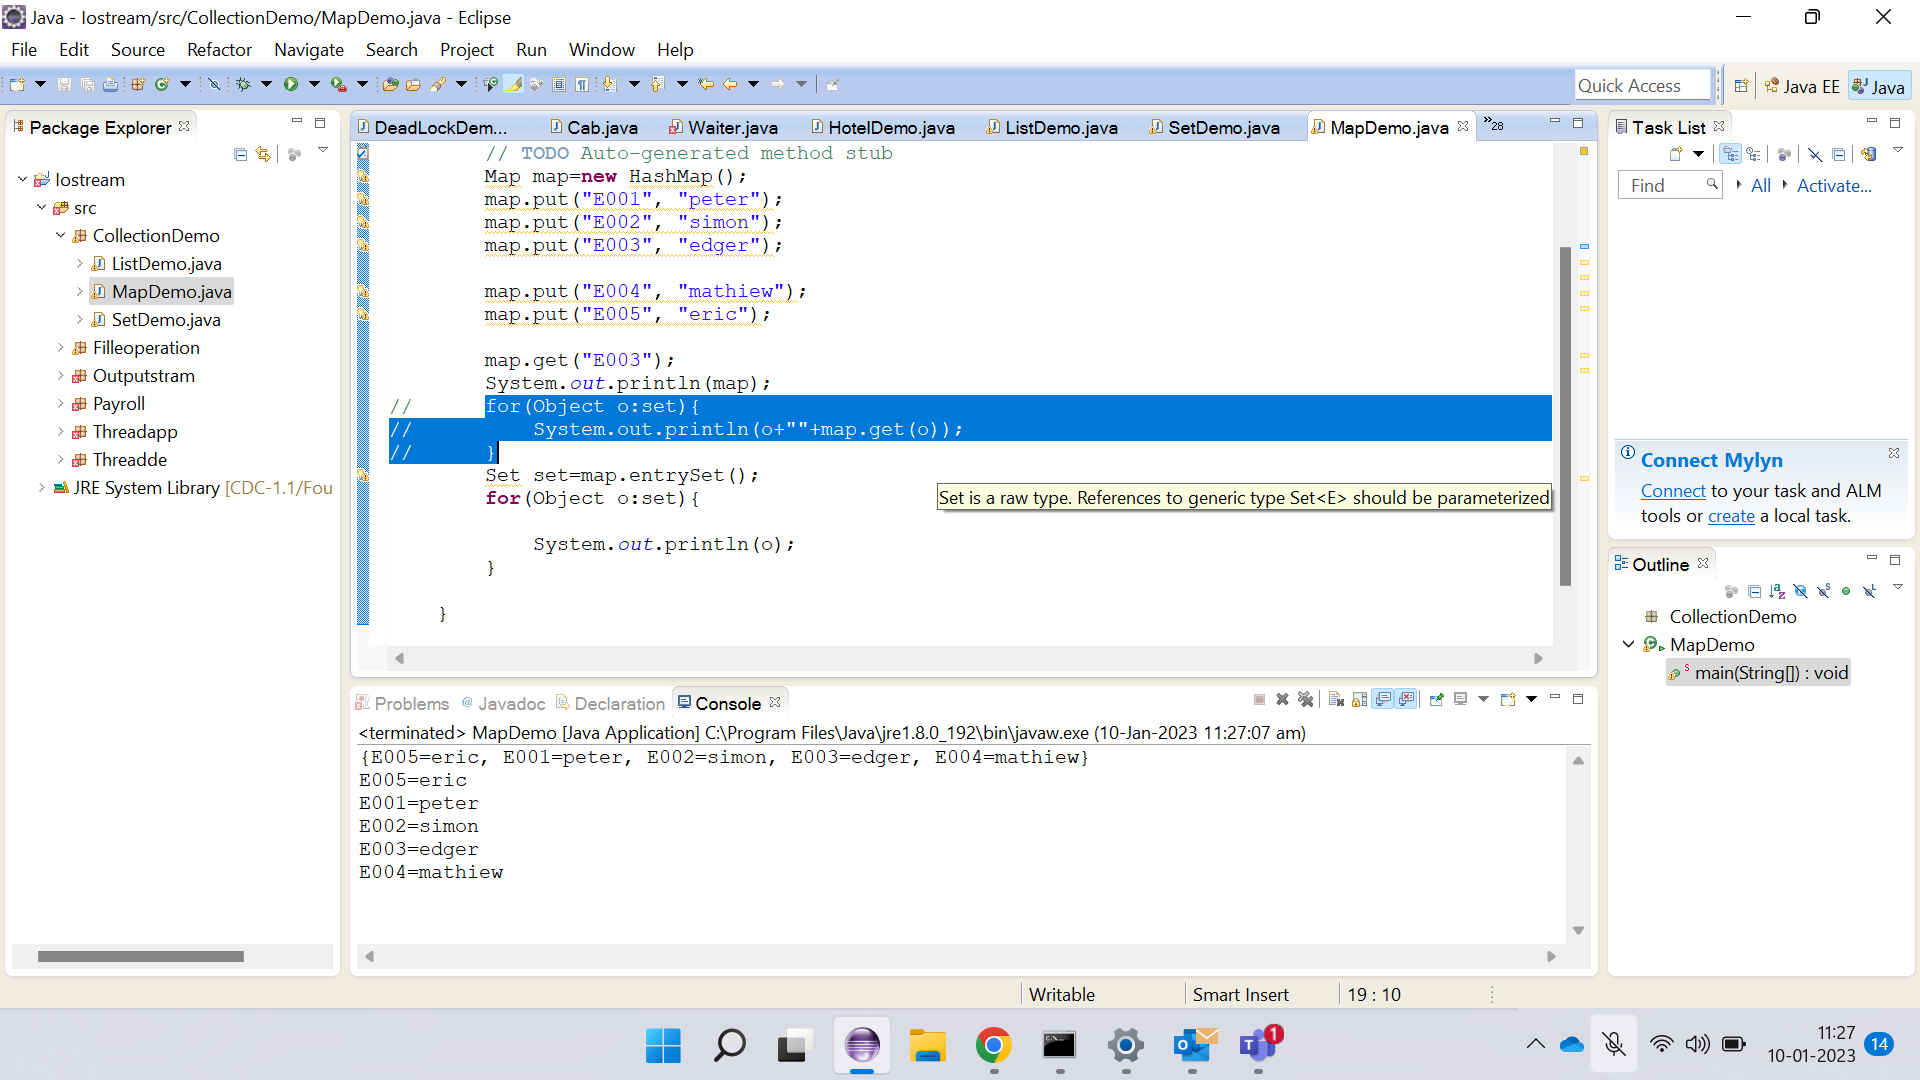 Java - Iostream/src/CollectionDemo/MapDemo.java - Eclipse
File Edit Source Refactor Navigate Search Project Run Window Help
Quick Access
Java EE
Java
Package Explorer
Iostream
src
CollectionDemo
ListDemo.java
MapDemo.java
SetDemo.java
Filleoperation
Outputstram
Payroll
Threadapp
Threadde
JRE System Library [CDC-1.1/Fou
DeadLockDem... Cab.java Waiter.java HotelDemo.java ListDemo.java SetDemo.java MapDemo.java »28
// TODO Auto-generated method stub
Map map=new HashMap();
map.put("E001", "peter");
map.put("E002", "simon");
map.put("E003", "edger");
map.put("E004", "mathiew");
map.put("E005", "eric");
map.get("E003");
System.out.println(map);
// for(Object o:set){
// System.out.println(o+""+map.get(o));
// }
Set set=map.entrySet();
for(Object o:set){
Set is a raw type. References to generic type Set<E> should be parameterized
System.out.println(o);
}
}
Problems @ Javadoc Declaration Console
<terminated> MapDemo [Java Application] C:\Program Files\Java\jre1.8.0_192\bin\javaw.exe (10-Jan-2023 11:27:07 am)
{E005=eric, E001=peter, E002=simon, E003=edger, E004=mathiew}
E005=eric
E001=peter
E002=simon
E003=edger
E004=mathiew
Task List
Find All Activate...
Connect Mylyn
Connect to your task and ALM
tools or create a local task.
Outline
CollectionDemo
MapDemo
main(String[]) : void
Writable Smart Insert 19 : 10
1
11:27
10-01-2023
14